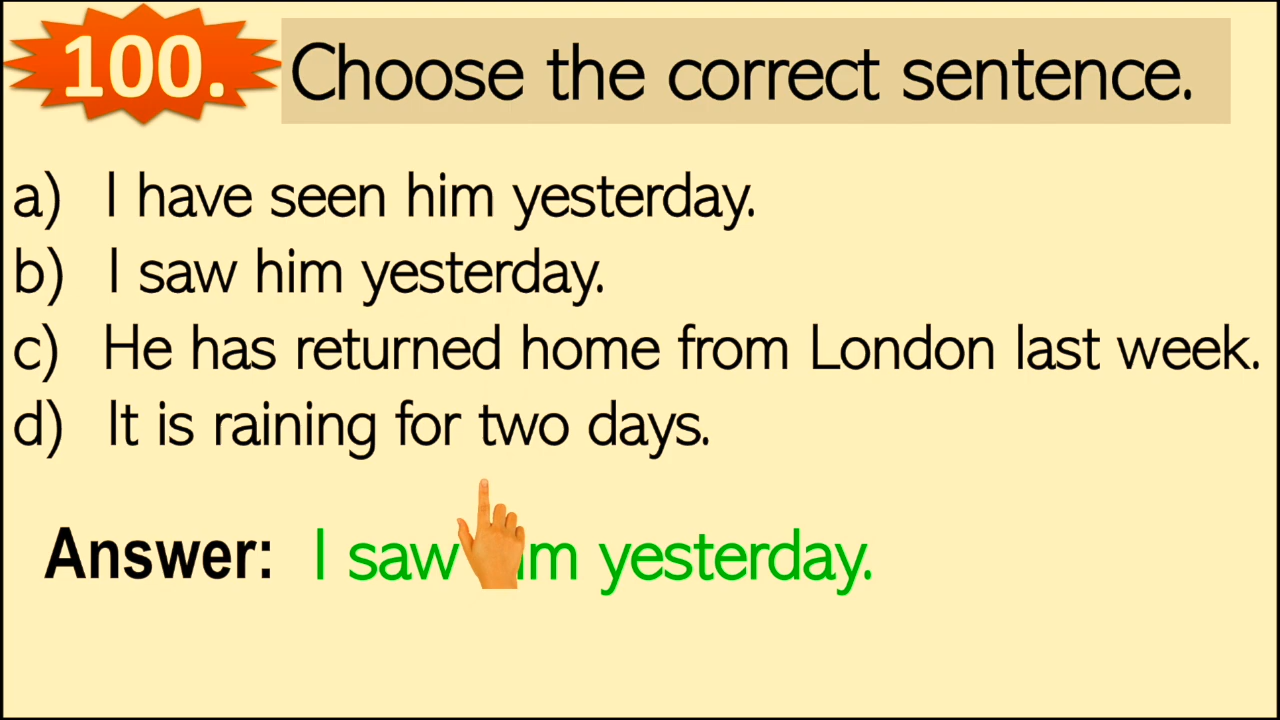 100. Choose the correct sentence.
a) I have seen him yesterday.
b) I saw him yesterday.
c) He has returned home from London last week.
d) It is raining for two days.
Answer: I saw him yesterday.